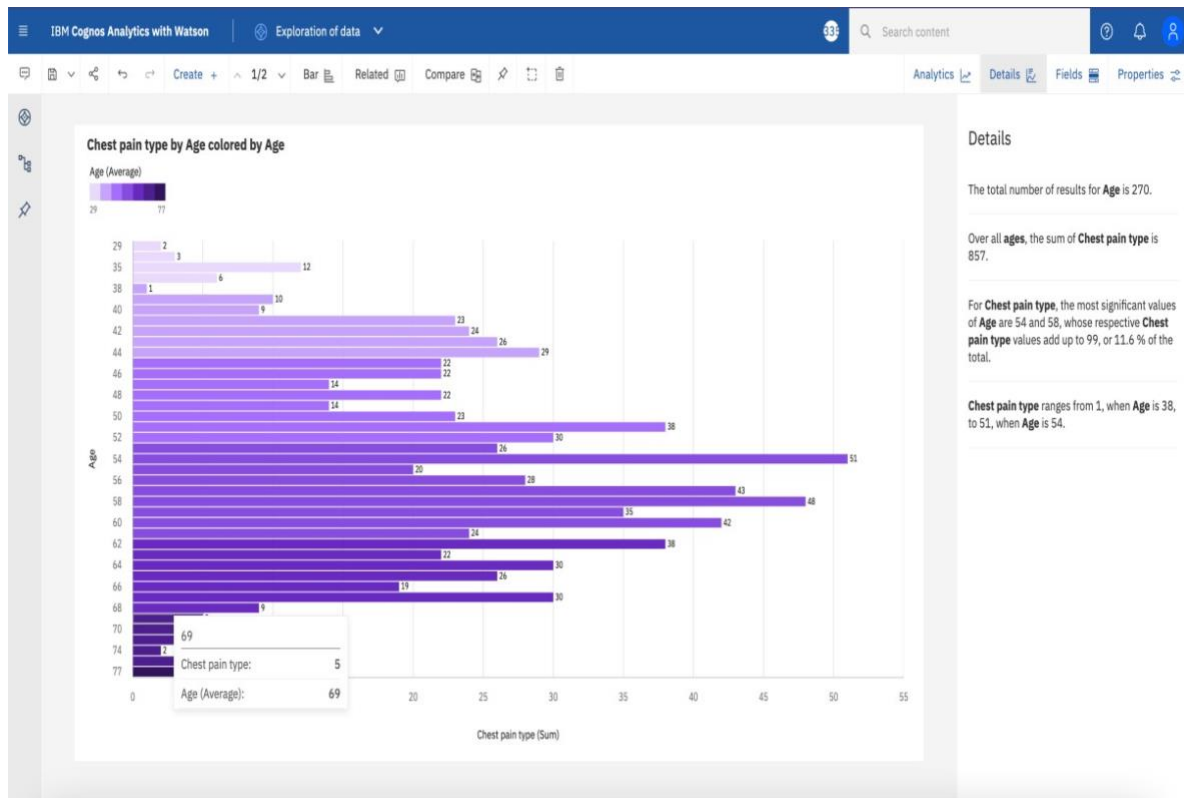 IBM Cognos Analytics with Watson
Exploration of data
Search content
Create +
1/2
Bar
Related
Compare
Analytics
Details
Fields
Properties
Chest pain type by Age colored by Age
Age (Average)
29 77
29 2
3
35 12
6
38 1
10
40 9
23
42 24
26
44 29
22
46 22
14
48 22
14
50 23
38
52 30
26
54 51
20
56 28
43
58 48
35
60 42
24
62 38
22
64 30
26
66 19
30
68 9
70
74 2
77
Age
69
Chest pain type: 5
Age (Average): 69
0 20 25 30 35 40 45 50 55
Chest pain type (Sum)
Details
The total number of results for Age is 270.
Over all ages, the sum of Chest pain type is
857.
For Chest pain type, the most significant values
of Age are 54 and 58, whose respective Chest
pain type values add up to 99, or 11.6 % of the
total.
Chest pain type ranges from 1, when Age is 38,
to 51, when Age is 54.